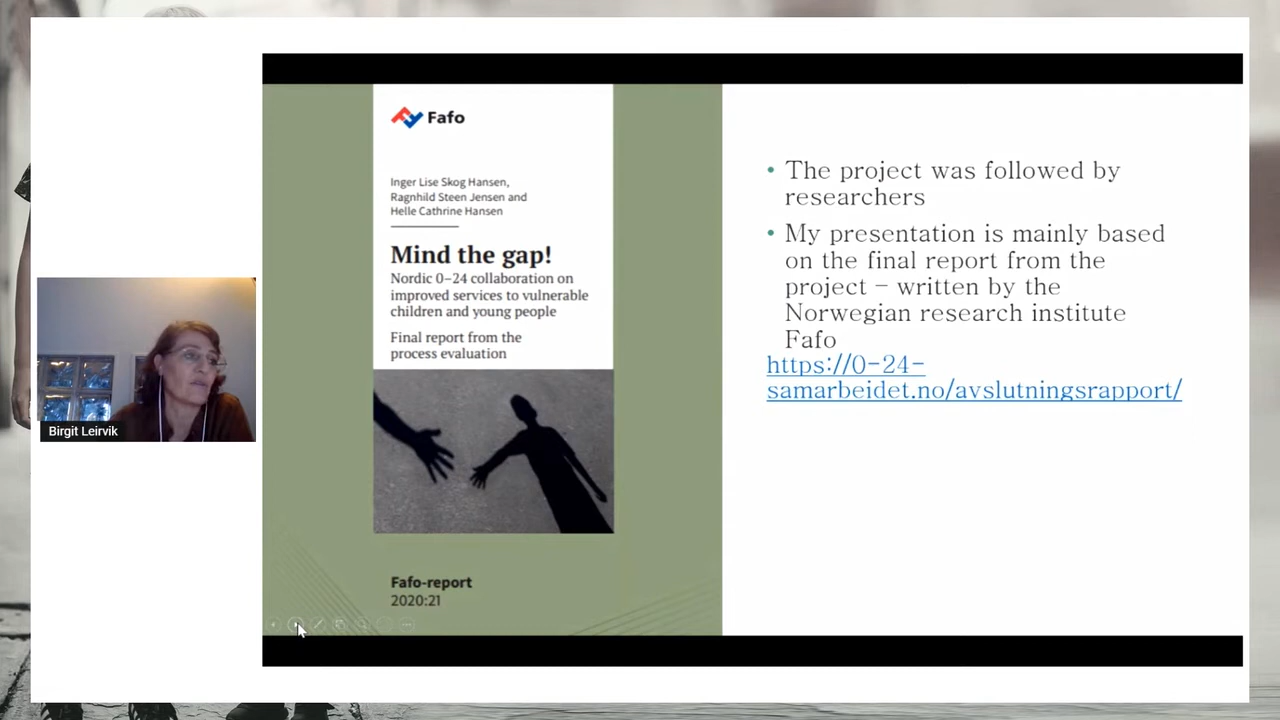 Fafo
Inger Lise Skog Hansen,
Ragnhild Steen Jensen and
Helle Cathrine Hansen
Mind the gap!
Nordic 0–24 collaboration on
improved services to vulnerable
children and young people
Final report from the
process evaluation
Fafo-report
2020:21
• The project was followed by
researchers
• My presentation is mainly based
on the final report from the
project – written by the
Norwegian research institute
Fafo
https://0-24-
samarbeidet.no/avslutningsrapport/
Birgit Leirvik